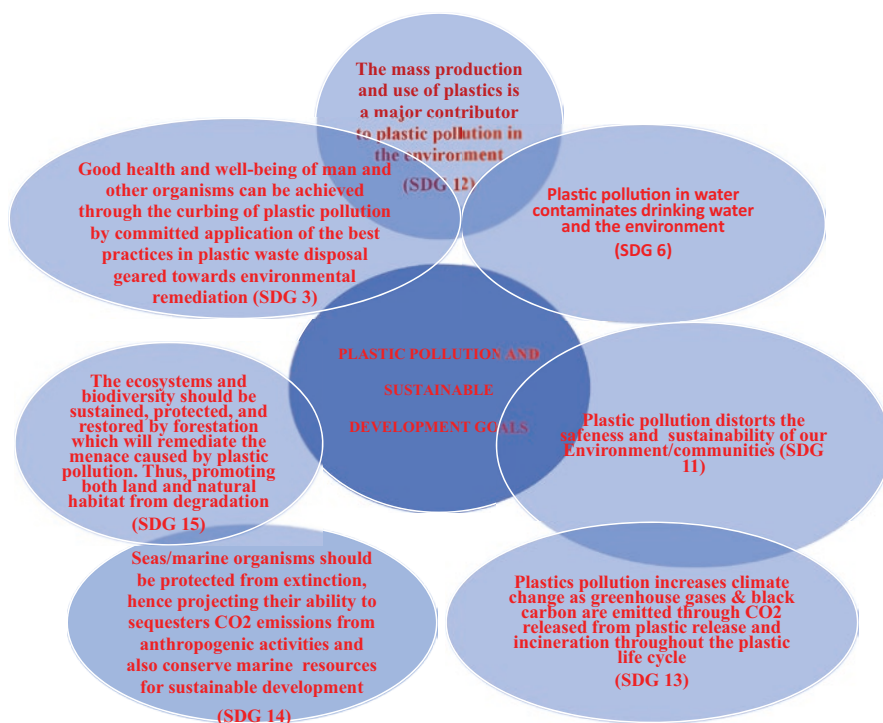 The mass production
and use of plastics is
a major contributor
to plastic pollution in
the environment
(SDG 12)
Good health and well-being of man and
other organisms can be achieved
through the curbing of plastic pollution
by committed application of the best
practices in plastic waste disposal
geared towards environmental
remediation (SDG 3)
Plastic pollution in water
contaminates drinking water
and the environment
(SDG 6)
PLASTIC POLLUTION AND
SUSTAINABLE
DEVELOPMENT GOALS
The ecosystems and
biodiversity should be
sustained, protected, and
restored by forestation
which will remediate the
menace caused by plastic
pollution. Thus, promoting
both land and natural
habitat from degradation
(SDG 15)
Plastic pollution distorts the
safeness and sustainability of our
Environment/communities (SDG
11)
Seas/marine organisms should
be protected from extinction,
hence projecting their ability to
sequesters CO2 emissions from
anthropogenic activities and
also conserve marine resources
for sustainable development
(SDG 14)
Plastics pollution increases climate
change as greenhouse gases & black
carbon are emitted through CO2
released from plastic release and
incineration throughout the plastic
life cycle
(SDG 13)